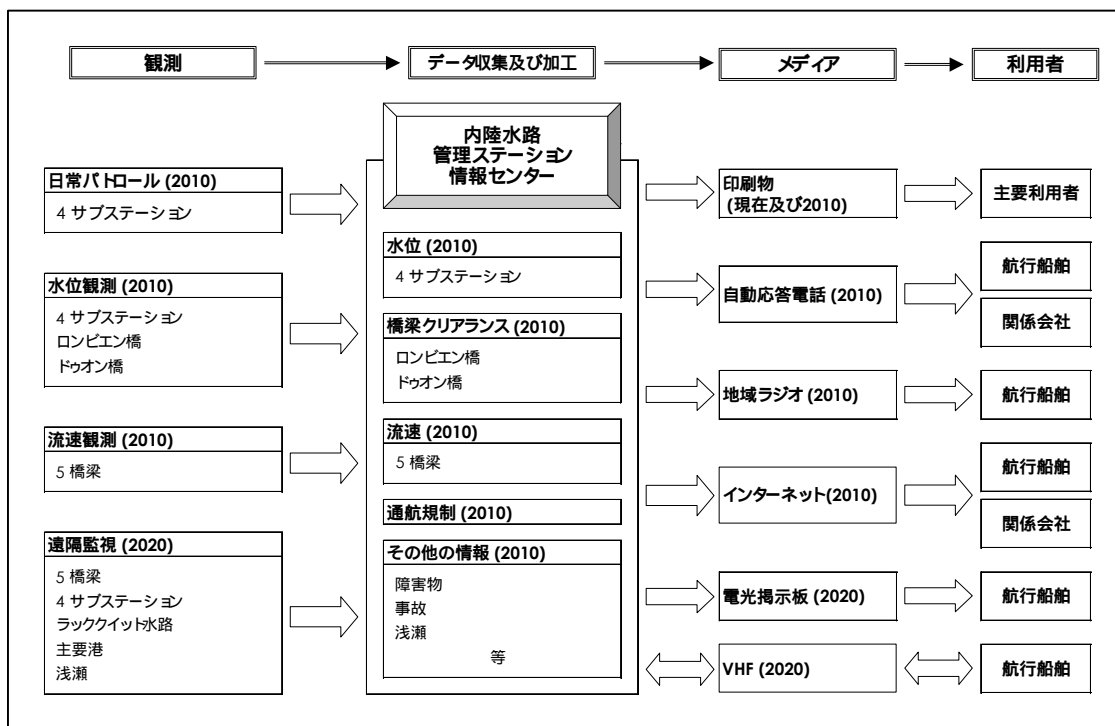 観測
データ収集及び加工
メディア
利用者
日常パトロール (2010)
4 サブステーション
水位観測 (2010)
4 サブステーション
ロンビエン橋
ドゥオン橋
流速観測 (2010)
5 橋梁
遠隔監視 (2020)
5 橋梁
4 サブステーション
ラッククイット水路
主要港
浅瀬
内陸水路
管理ステーション
情報センター
水位 (2010)
4 サブステーション
橋梁クリアランス (2010)
ロンビエン橋
ドゥオン橋
流速 (2010)
5 橋梁
通航規制 (2010)
その他の情報 (2010)
障害物
事故
浅瀬
等
印刷物
(現在及び2010)
自動応答電話 (2010)
地域ラジオ (2010)
インターネット(2010)
電光掲示板 (2020)
VHF (2020)
主要利用者
航行船舶
関係会社
航行船舶
航行船舶
関係会社
航行船舶
航行船舶